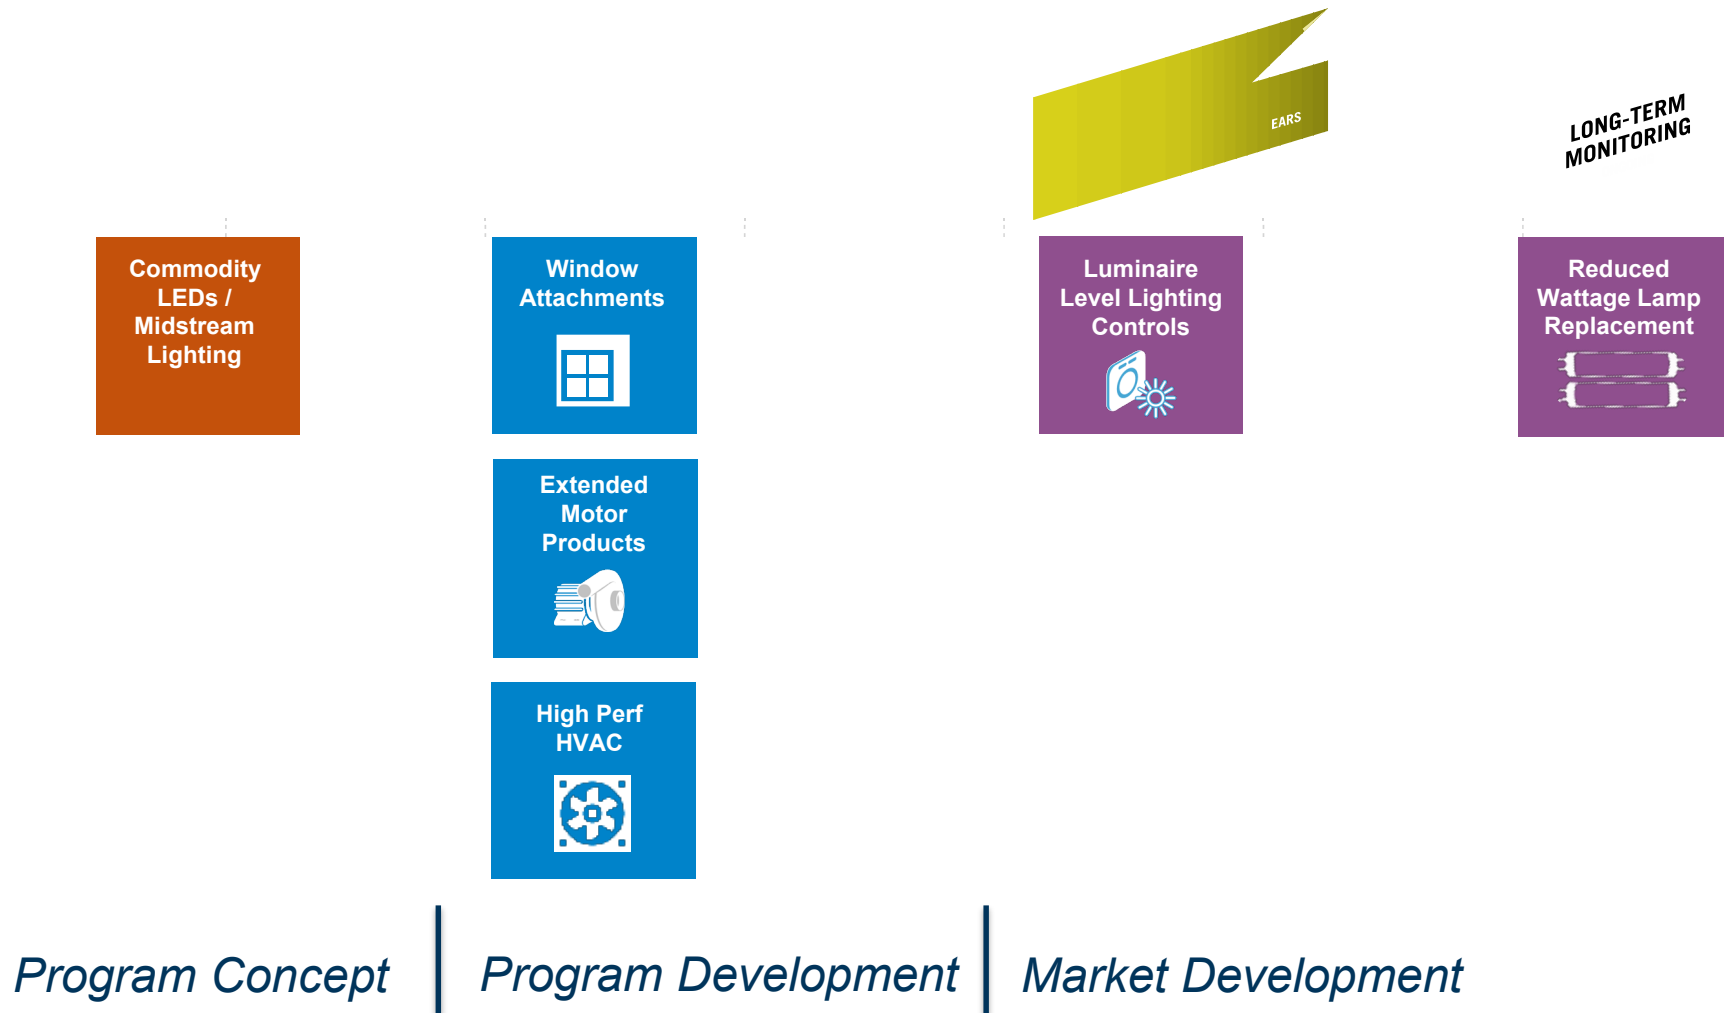 EARS
LONG-TERM
MONITORING
Commodity
LEDs /
Midstream
Lighting
Window
Attachments
Luminaire
Level Lighting
Controls
Reduced
Wattage Lamp
Replacement
Extended
Motor
Products
High Perf
HVAC
Program Concept
Program Development
Market Development